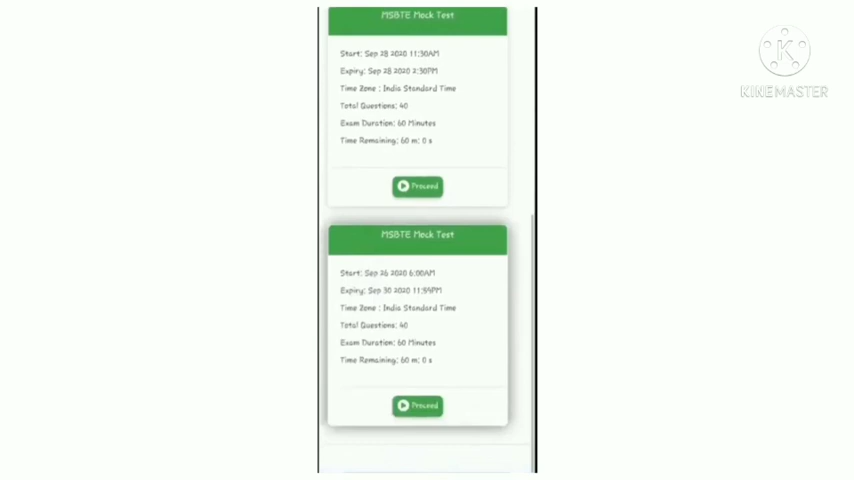 MSBTE Mock Test
Start: Sep 28 2020 11:30AM
Expiry: Sep 28 2020 2:30PM
Time Zone : India Standard Time
Total Questions: 40
Exam Duration: 60 Minutes
Time Remaining: 60 m: 0 s
Proceed
MSBTE Mock Test
Start: Sep 26 2020 6:00AM
Expiry: Sep 30 2020 11:59PM
Time Zone : India Standard Time
Total Questions: 40
Exam Duration: 60 Minutes
Time Remaining: 60 m: 0 s
Proceed
K
KINEMASTER